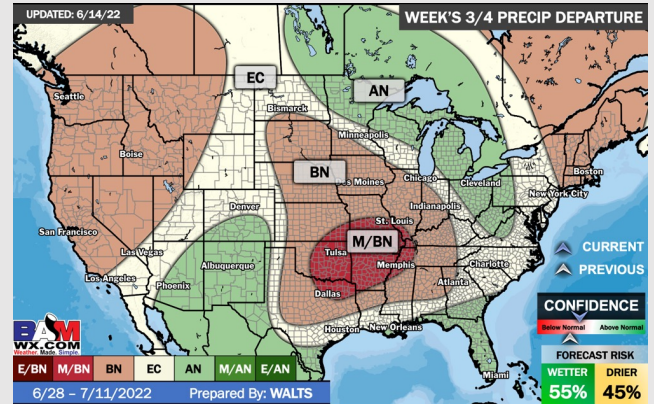 UPDATED: 6/14/22
WEEK'S 3/4 PRECIP DEPARTURE
EC
AN
Seattle
Bismarck
Minneapolis
Boise
BN
Des Moines
Chicago
Cleveland
Boston
New York City
Indianapolis
Denver
St. Louis
San Francisco
M/BN
Las Vegas
Tulsa
CURRENT
Albuquerque
Memphis
Charlotte
PREVIOUS
Los Angeles
Phoenix
Atlanta
Dallas
CONFIDENCE
Below Normal Above Normal
Houston
New Orleans
BAM
WX.COM
Weather. Made. Simple.
FORECAST RISK
WETTER DRIER
55% 45%
Miami
E/BN M/BN BN EC AN M/AN E/AN
6/28 – 7/11/2022 Prepared By: WALTS